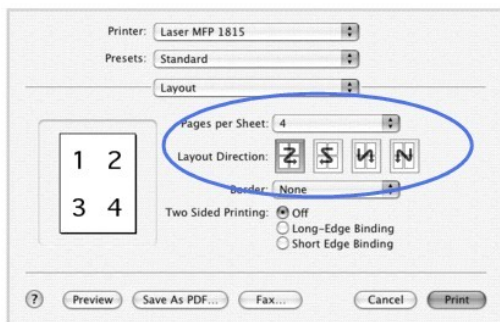 Printer: Laser MFP 1815
Presets: Standard
Layout
Pages per Sheet: 4
Layout Direction:
Border: None
Two Sided Printing: Off
Long-Edge Binding
Short Edge Binding
1 2
3 4
? Preview Save As PDF... Fax... Cancel Print